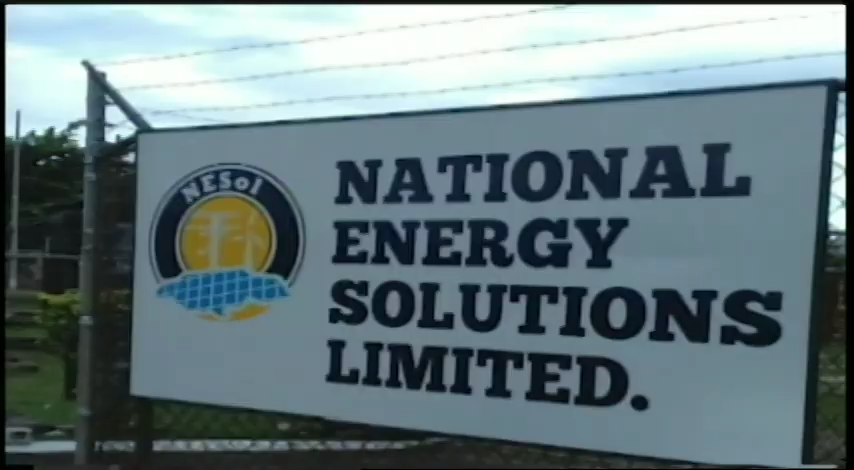 NESol
NATIONAL
ENERGY
SOLUTIONS
LIMITED.